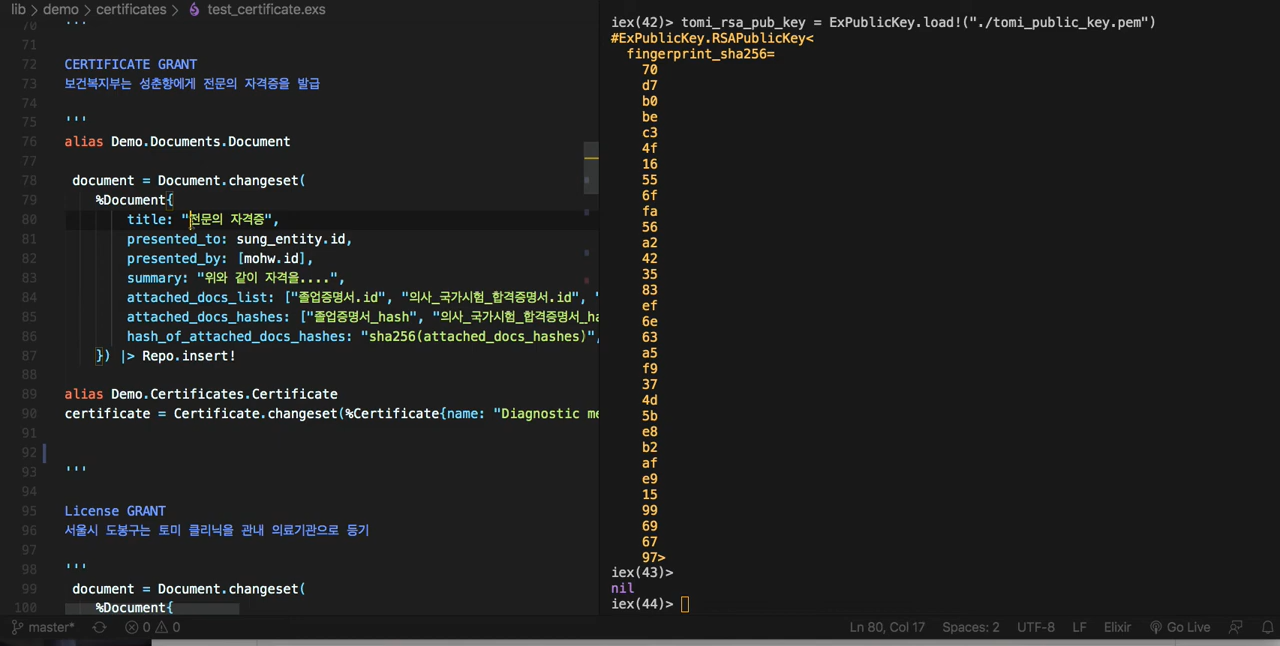 lib > demo > certificates > test_certificate.exs
70 '''
71
72 CERTIFICATE GRANT
73 보건복지부는 성춘향에게 전문의 자격증을 발급
74
75 '''
76 alias Demo.Documents.Document
77
78 document = Document.changeset(
79 %Document{
80 title: "전문의 자격증",
81 presented_to: sung_entity.id,
82 presented_by: [mohw.id],
83 summary: "위와 같이 자격을....",
84 attached_docs_list: ["졸업증명서.id", "의사_국가시험_합격증명서.id", "
85 attached_docs_hashes: ["졸업증명서_hash", "의사_국가시험_합격증명서_ha
86 hash_of_attached_docs_hashes: "sha256(attached_docs_hashes)",
87 }) |> Repo.insert!
88
89 alias Demo.Certificates.Certificate
90 certificate = Certificate.changeset(%Certificate{name: "Diagnostic me
91
92
93 '''
94
95 License GRANT
96 서울시 도봉구는 토미 클리닉을 관내 의료기관으로 등기
97
98 '''
99 document = Document.changeset(
100 %Document{
iex(42)> tomi_rsa_pub_key = ExPublicKey.load!("./tomi_public_key.pem")
#ExPublicKey.RSAPublicKey<
fingerprint_sha256=
70
d7
b0
be
c3
4f
16
55
6f
fa
56
a2
42
35
83
ef
6e
63
a5
f9
37
4d
5b
e8
b2
af
e9
15
99
69
67
97>
iex(43)>
nil
iex(44)>
master* 0 0 Ln 80, Col 17 Spaces: 2 UTF-8 LF Elixir Go Live